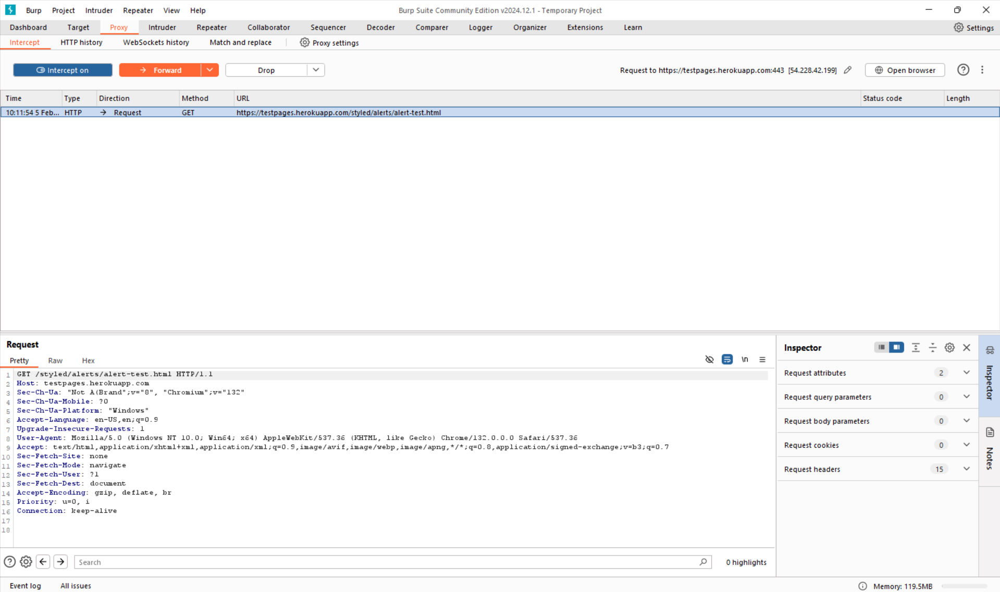 Burp Project Intruder Repeater View Help Burp Suite Community Edition v2024.12.1 - Temporary Project
Dashboard Target Proxy Intruder Repeater Collaborator Sequencer Decoder Comparer Logger Organizer Extensions Learn Settings
Intercept HTTP history WebSockets history Match and replace Proxy settings
Intercept on Forward Drop Request to https://testpages.herokuapp.com:443 [54.228.42.199] Open browser
Time Type Direction Method URL Status code Length
10:11:54 5 Feb... HTTP → Request GET https://testpages.herokuapp.com/styled/alerts/alert-test.html
Request
Pretty Raw Hex \n
1 GET /styled/alerts/alert-test.html HTTP/1.1
2 Host: testpages.herokuapp.com
3 Sec-Ch-Ua: "Not A(Brand";v="8", "Chromium";v="132"
4 Sec-Ch-Ua-Mobile: ?0
5 Sec-Ch-Ua-Platform: "Windows"
6 Accept-Language: en-US,en;q=0.9
7 Upgrade-Insecure-Requests: 1
8 User-Agent: Mozilla/5.0 (Windows NT 10.0; Win64; x64) AppleWebKit/537.36 (KHTML, like Gecko) Chrome/132.0.0.0 Safari/537.36
9 Accept: text/html,application/xhtml+xml,application/xml;q=0.9,image/avif,image/webp,image/apng,*/*;q=0.8,application/signed-exchange;v=b3;q=0.7
10 Sec-Fetch-Site: none
11 Sec-Fetch-Mode: navigate
12 Sec-Fetch-User: ?1
13 Sec-Fetch-Dest: document
14 Accept-Encoding: gzip, deflate, br
15 Priority: u=0, i
16 Connection: keep-alive
17
18
Search 0 highlights
Inspector
Request attributes 2
Request query parameters 0
Request body parameters 0
Request cookies 0
Request headers 15
Inspector
Notes
Event log All issues Memory: 119.5MB